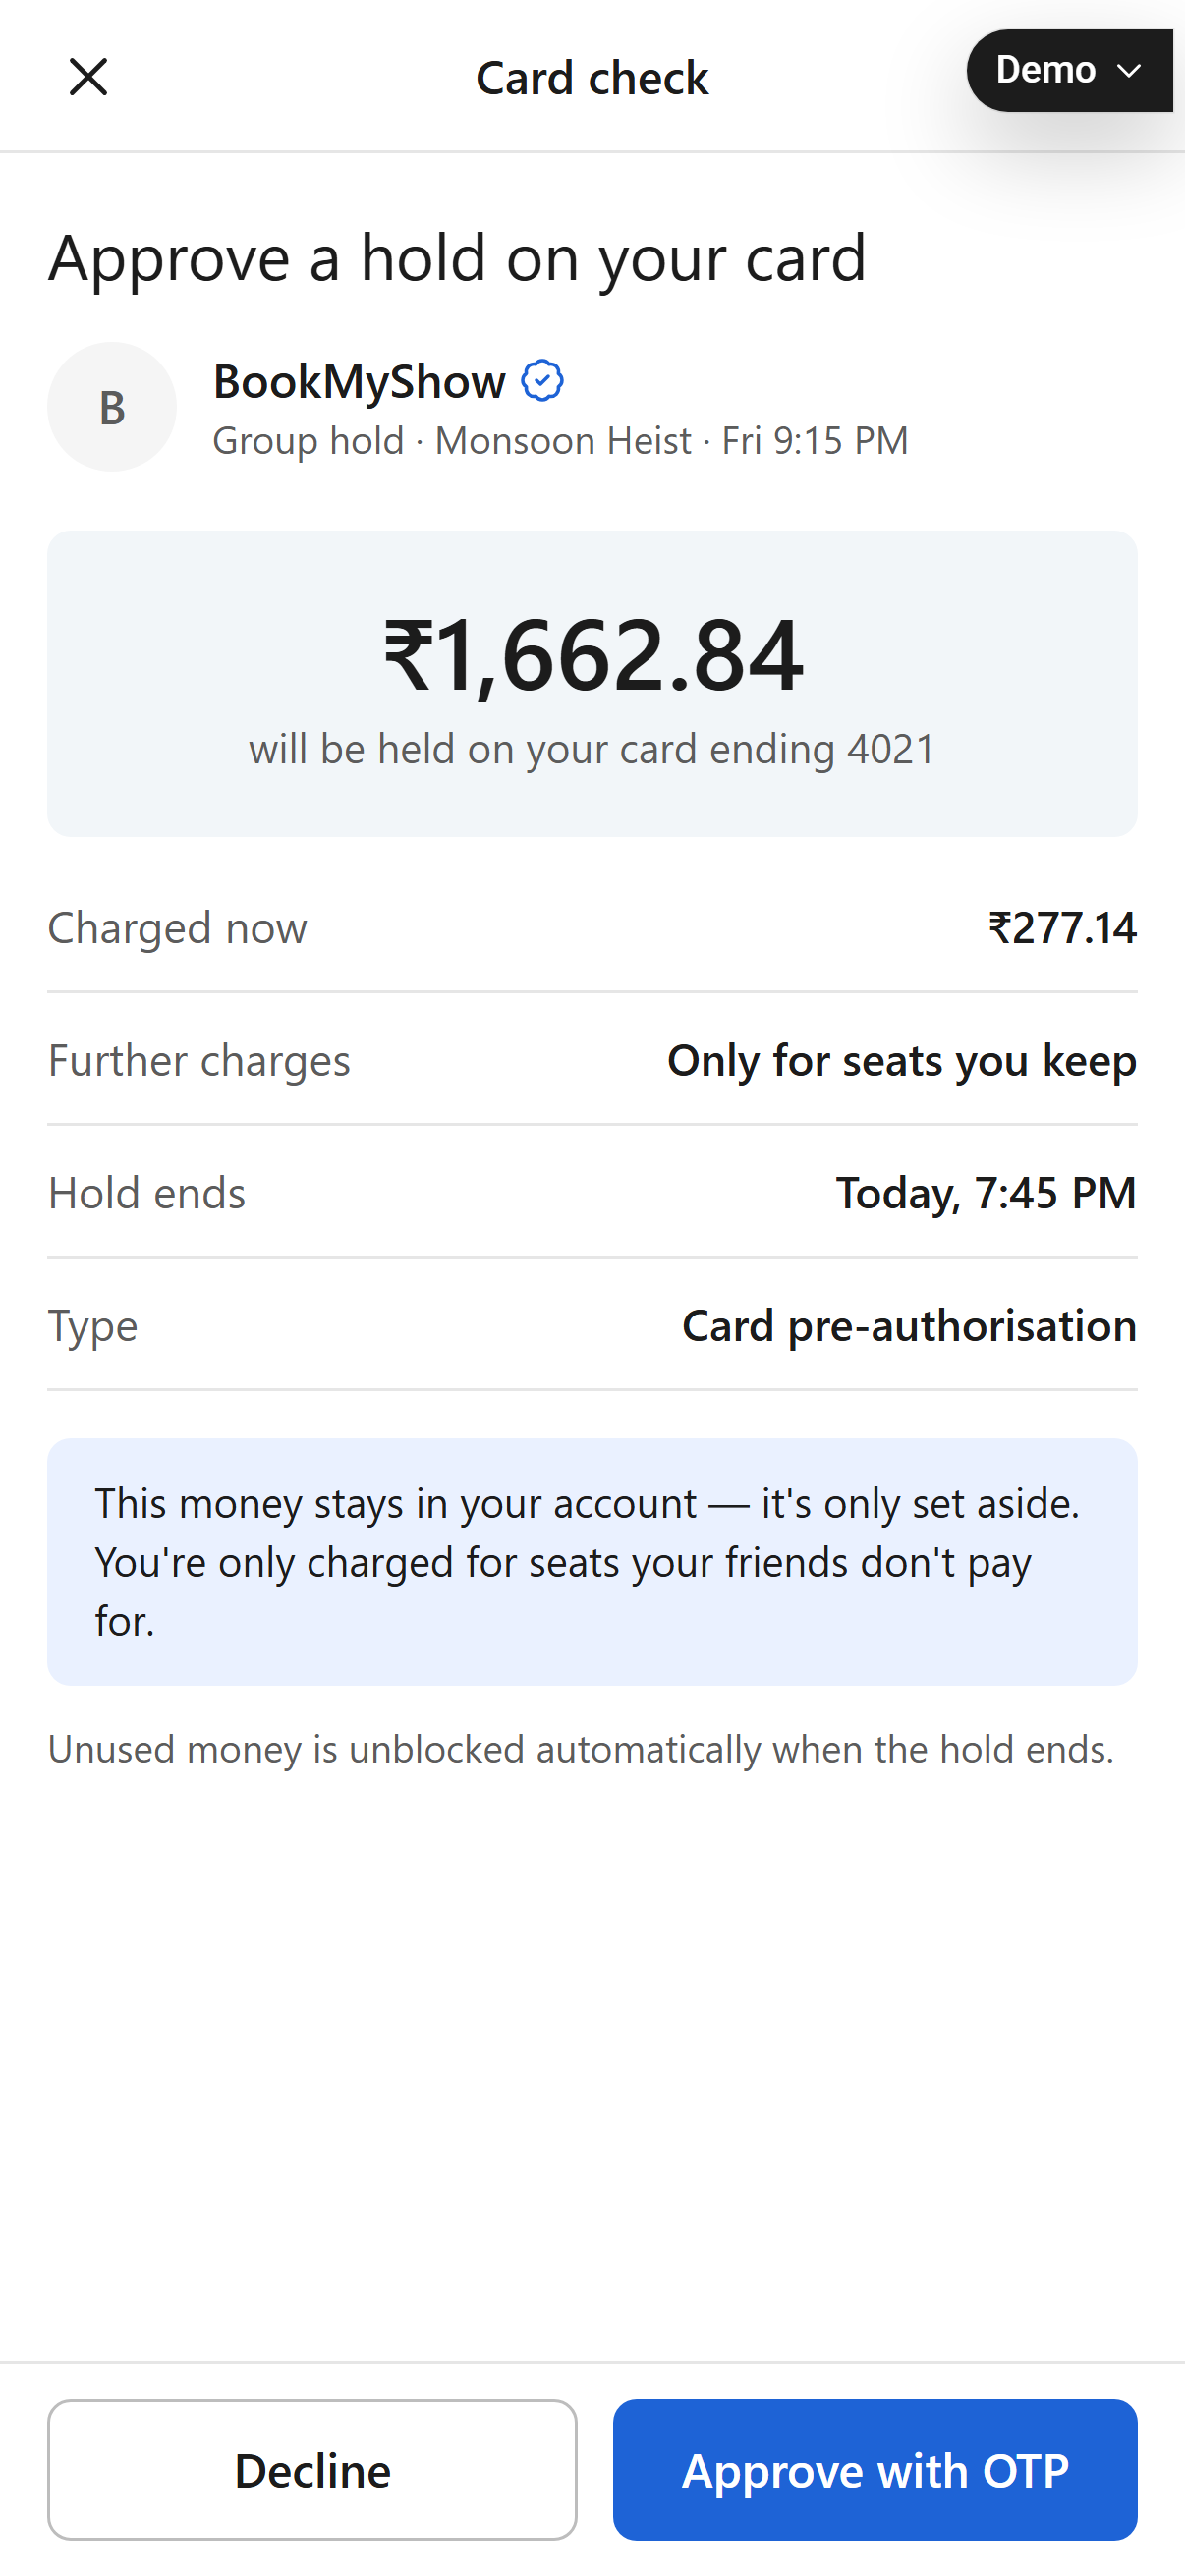 Card check
Demo
Approve a hold on your card
B
BookMyShow
Group hold · Monsoon Heist · Fri 9:15 PM
₹1,662.84
will be held on your card ending 4021
Charged now ₹277.14
Further charges Only for seats you keep
Hold ends Today, 7:45 PM
Type Card pre-authorisation
This money stays in your account — it's only set aside.
You're only charged for seats your friends don't pay
for.
Unused money is unblocked automatically when the hold ends.
Decline Approve with OTP